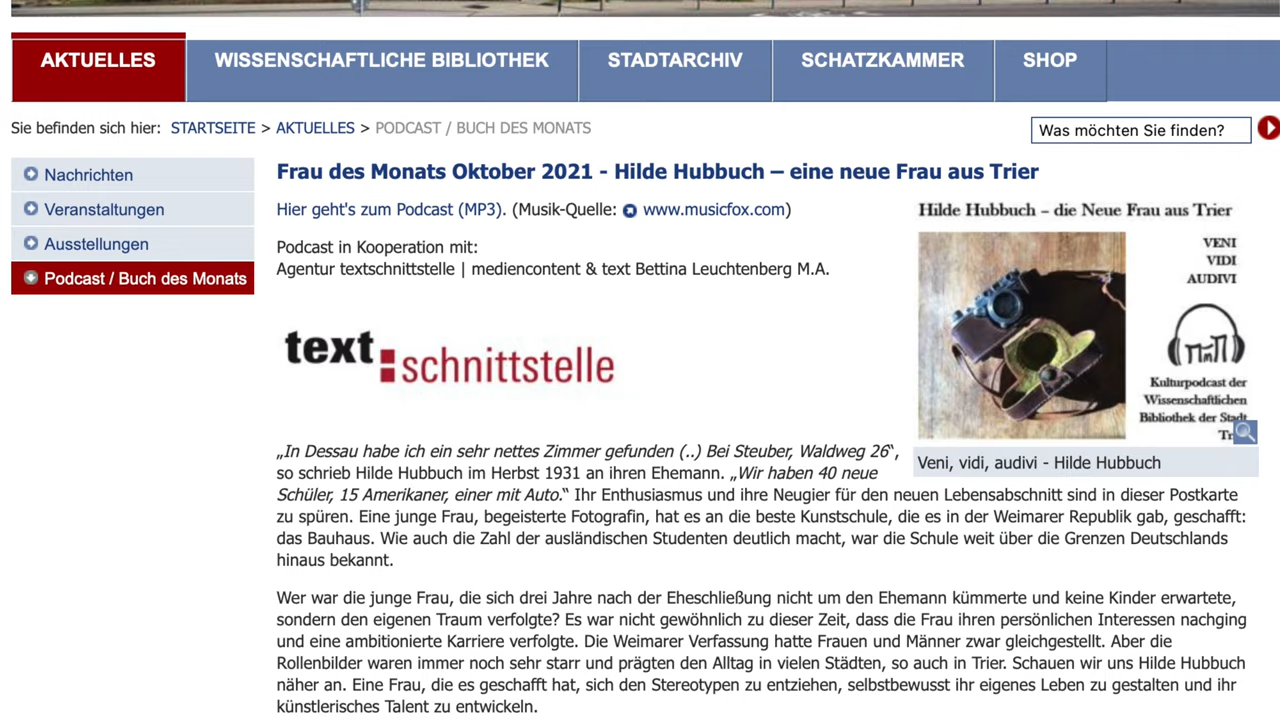 AKTUELLES WISSENSCHAFTLICHE BIBLIOTHEK STADTARCHIV SCHATZKAMMER SHOP
Sie befinden sich hier: STARTSEITE > AKTUELLES > PODCAST / BUCH DES MONATS
Was möchten Sie finden?
Nachrichten
Veranstaltungen
Ausstellungen
Podcast / Buch des Monats
Frau des Monats Oktober 2021 - Hilde Hubbuch – eine neue Frau aus Trier
Hier geht's zum Podcast (MP3). (Musik-Quelle: www.musicfox.com)
Podcast in Kooperation mit:
Agentur textschnittstelle | mediencontent & text Bettina Leuchtenberg M.A.
text
schnittstelle
Hilde Hubbuch – die Neue Frau aus Trier
VENI
VIDI
AUDIVI
Kulturpodcast der
Wissenschaftlichen
Bibliothek der Stadt
Veni, vidi, audivi - Hilde Hubbuch
„In Dessau habe ich ein sehr nettes Zimmer gefunden (..) Bei Steuber, Waldweg 26“,
so schrieb Hilde Hubbuch im Herbst 1931 an ihren Ehemann. „Wir haben 40 neue
Schüler, 15 Amerikaner, einer mit Auto.“ Ihr Enthusiasmus und ihre Neugier für den neuen Lebensabschnitt sind in dieser Postkarte
zu spüren. Eine junge Frau, begeisterte Fotografin, hat es an die beste Kunstschule, die es in der Weimarer Republik gab, geschafft:
das Bauhaus. Wie auch die Zahl der ausländischen Studenten deutlich macht, war die Schule weit über die Grenzen Deutschlands
hinaus bekannt.
Wer war die junge Frau, die sich drei Jahre nach der Eheschließung nicht um den Ehemann kümmerte und keine Kinder erwartete,
sondern den eigenen Traum verfolgte? Es war nicht gewöhnlich zu dieser Zeit, dass die Frau ihren persönlichen Interessen nachging
und eine ambitionierte Karriere verfolgte. Die Weimarer Verfassung hatte Frauen und Männer zwar gleichgestellt. Aber die
Rollenbilder waren immer noch sehr starr und prägten den Alltag in vielen Städten, so auch in Trier. Schauen wir uns Hilde Hubbuch
näher an. Eine Frau, die es geschafft hat, sich den Stereotypen zu entziehen, selbstbewusst ihr eigenes Leben zu gestalten und ihr
künstlerisches Talent zu entwickeln.